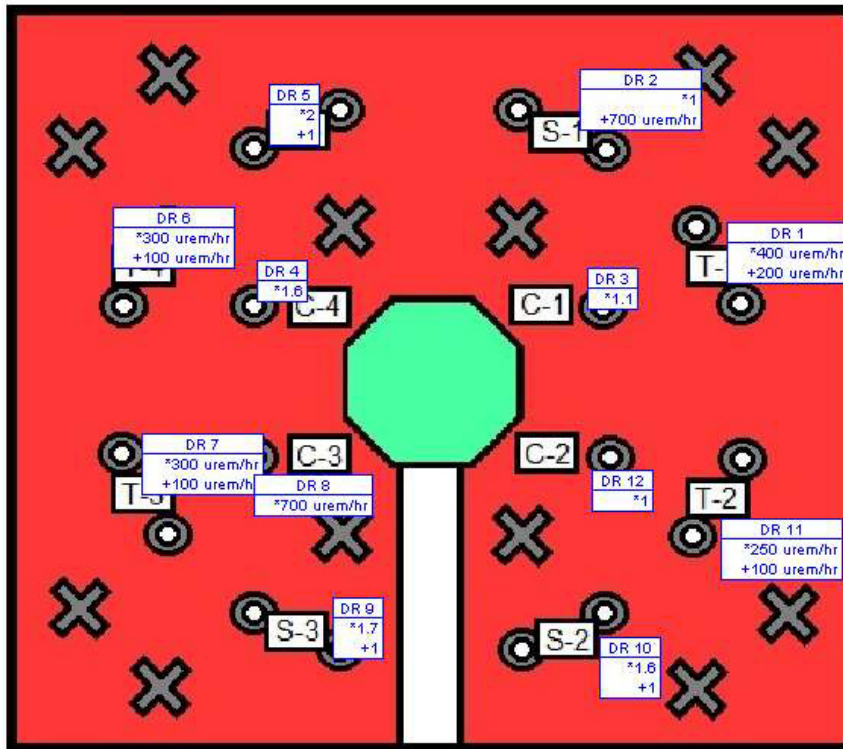 DR 5
*2
+1
DR 2
*1
+700 urem/hr
S-1
DR 6
*300 urem/hr
+100 urem/hr
DR 1
*400 urem/hr
+200 urem/hr
T-
DR 4
*1.6
C-4
C-1
DR 3
*1.1
DR 7
*300 urem/hr
+100 urem/h
C-3
C-2
DR 8
*700 urem/hr
DR 12
*1
T-2
T-3
DR 11
*250 urem/hr
+100 urem/hr
DR 9
*1.7
+1
S-3
S-2
DR 10
*1.6
+1